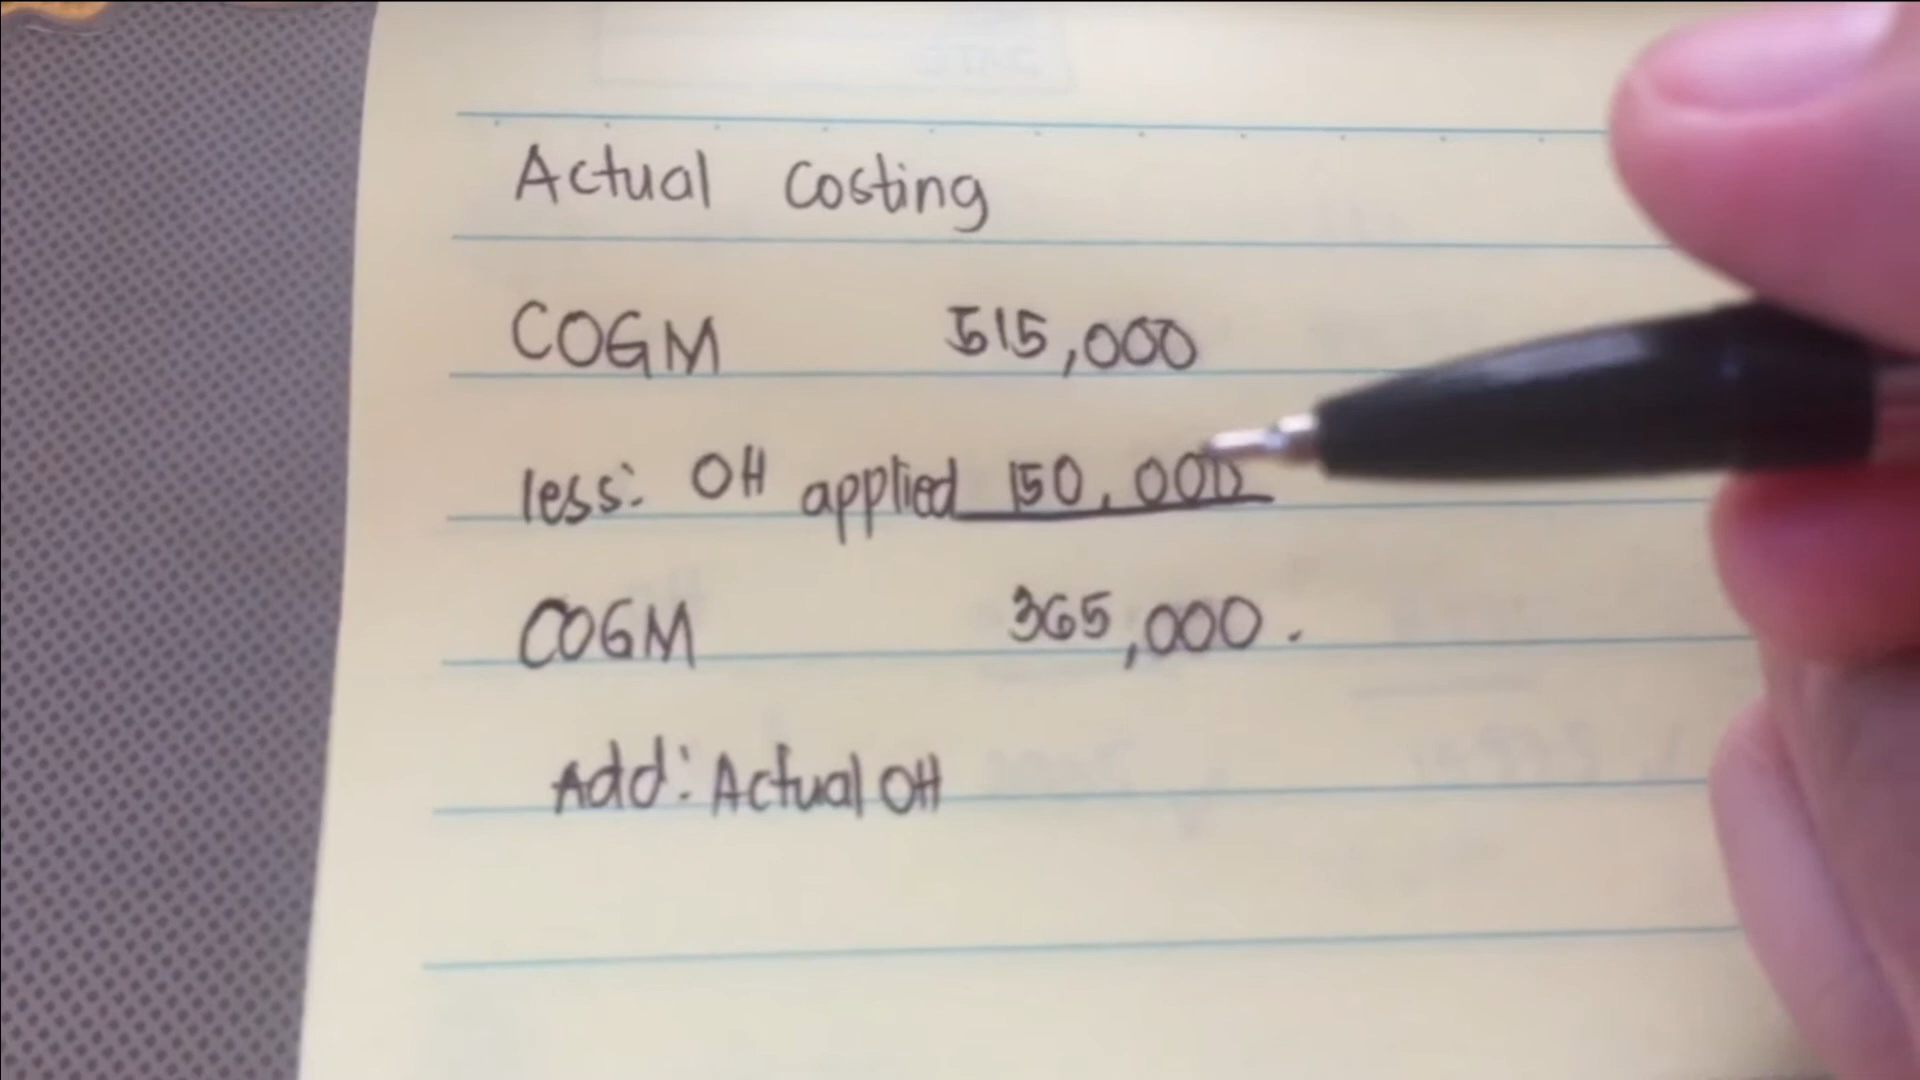 Actual Costing
COGM 515,000
less: OH applied 150,000
COGM 365,000.
Add: Actual OH